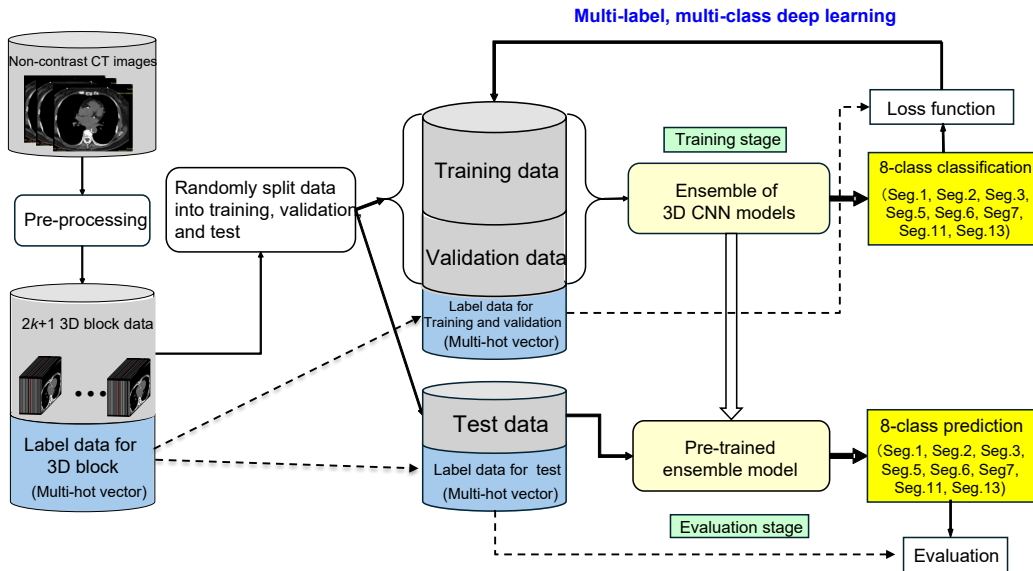 Multi-label, multi-class deep learning
Non-contrast CT images
Pre-processing
2k+1 3D block data
Label data for
3D block
(Multi-hot vector)
Randomly split data
into training, validation
and test
Training data
Validation data
Label data for
Training and validation
(Multi-hot vector)
Test data
Label data for test
(Multi-hot vector)
Training stage
Ensemble of
3D CNN models
Pre-trained
ensemble model
Evaluation stage
Loss function
8-class classification
(Seg.1, Seg.2, Seg.3,
Seg.5, Seg.6, Seg7,
Seg.11, Seg.13)
8-class prediction
(Seg.1, Seg.2, Seg.3,
Seg.5, Seg.6, Seg7,
Seg.11, Seg.13)
Evaluation